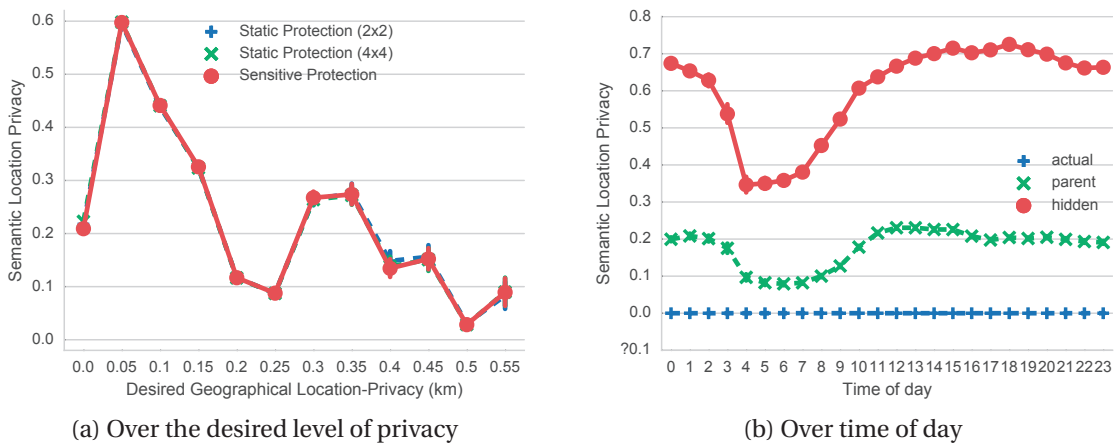 0.6
0.5
0.4
0.3
0.2
0.1
0.0
Semantic Location Privacy
Static Protection (2x2)
Static Protection (4x4)
Sensitive Protection
0.0 0.05 0.1 0.15 0.2 0.25 0.3 0.35 0.4 0.45 0.5 0.55
Desired Geographical Location-Privacy (km)
(a) Over the desired level of privacy
0.8
0.7
0.6
0.5
0.4
0.3
0.2
0.1
0.0
?0.1
Semantic Location Privacy
actual
parent
hidden
0 1 2 3 4 5 6 7 8 9 10 11 12 13 14 15 16 17 18 19 20 21 22 23
Time of day
(b) Over time of day